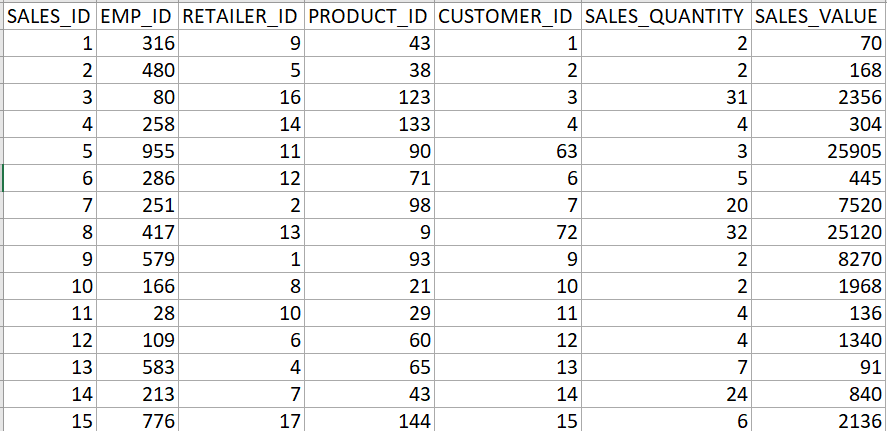 SALES_ID EMP_ID RETAILER_ID PRODUCT_ID CUSTOMER_ID SALES_QUANTITY SALES_VALUE
1 316 9 43 1 2 70
2 480 5 38 2 2 168
3 80 16 123 3 31 2356
4 258 14 133 4 4 304
5 955 11 90 63 3 25905
6 286 12 71 6 5 445
7 251 2 98 7 20 7520
8 417 13 9 72 32 25120
9 579 1 93 9 2 8270
10 166 8 21 10 2 1968
11 28 10 29 11 4 136
12 109 6 60 12 4 1340
13 583 4 65 13 7 91
14 213 7 43 14 24 840
15 776 17 144 15 6 2136